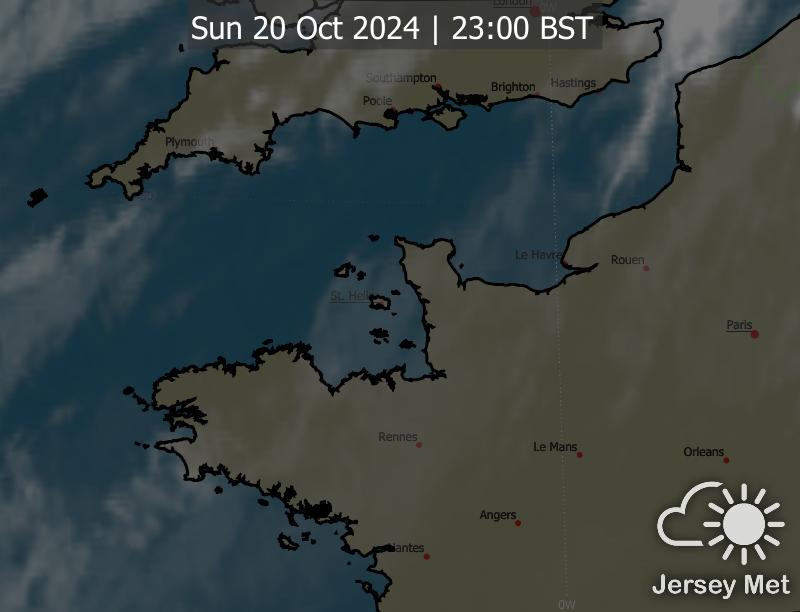 London
0W
Sun 20 Oct 2024 | 23:00 BST
Southampton
Brighton
Hastings
Poole
Plymouth
Le Havre
Rouen
St. Helier
Paris
Rennes
Le Mans
Orleans
Angers
Nantes
0W
Jersey Met